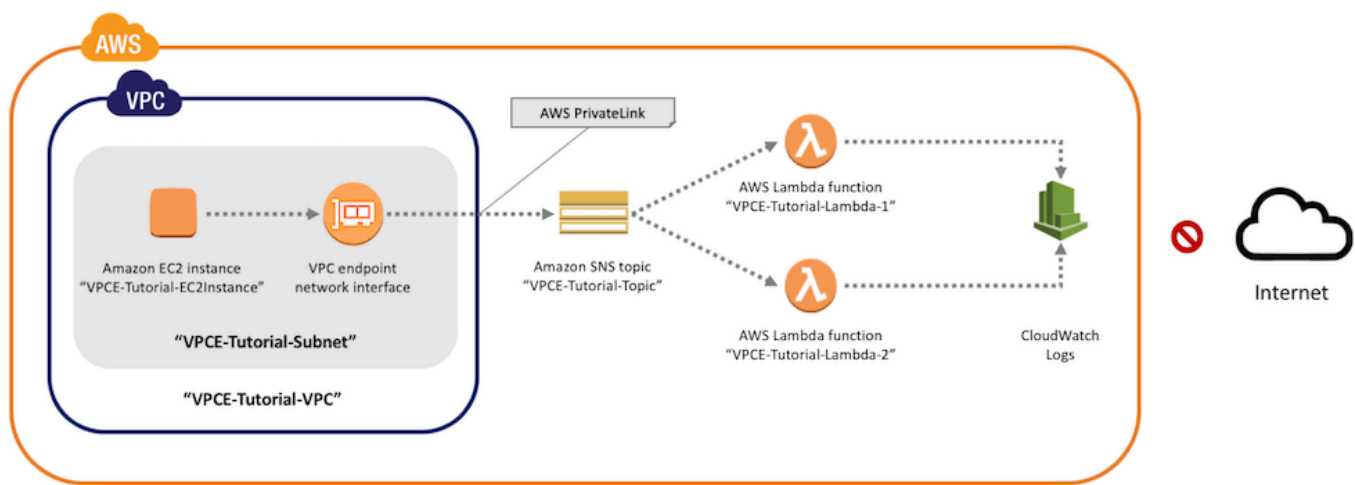 AWS
VPC
AWS PrivateLink
AWS Lambda function
“VPCE-Tutorial-Lambda-1”
Amazon EC2 instance
“VPCE-Tutorial-EC2Instance”
VPC endpoint
network interface
Amazon SNS topic
“VPCE-Tutorial-Topic”
Internet
“VPCE-Tutorial-Subnet”
AWS Lambda function
“VPCE-Tutorial-Lambda-2”
CloudWatch
Logs
“VPCE-Tutorial-VPC”